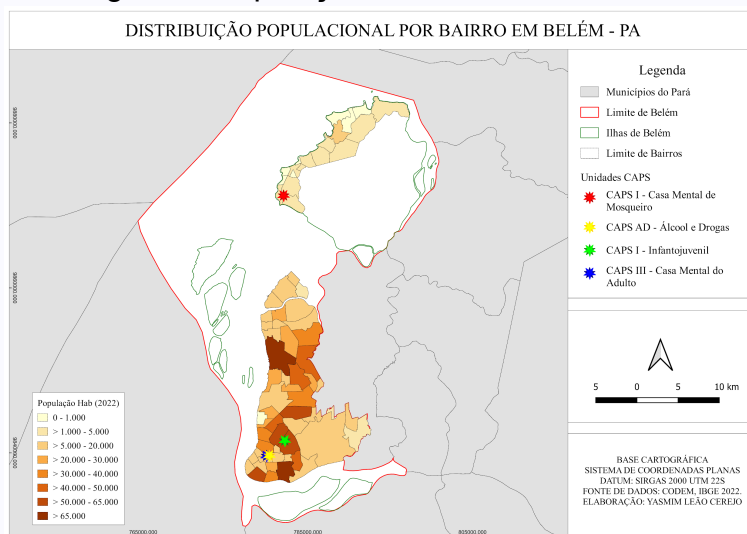 DISTRIBUIÇÃO POPULACIONAL POR BAIRRO EM BELÉM - PA
Legenda
Municípios do Pará
Limite de Belém
Ilhas de Belém
Limite de Bairros
Unidades CAPS
CAPS I - Casa Mental de
Mosqueiro
CAPS AD - Álcool e Drogas
CAPS I - Infantojuvenil
CAPS III - Casa Mental do
Adulto
5 0 5 10 km
BASE CARTOGRÁFICA
SISTEMA DE COORDENADAS PLANAS
DATUM: SIRGAS 2000 UTM 22S
FONTE DE DADOS: CODEM, IBGE 2022.
ELABORAÇÃO: YASMIM LEÃO CEREJO
População Hab (2022)
0 - 1.000
> 1.000 - 5.000
> 5.000 - 20.000
> 20.000 - 30.000
> 30.000 - 40.000
> 40.000 - 50.000
> 50.000 - 65.000
> 65.000
765000.000 785000.000 805000.000